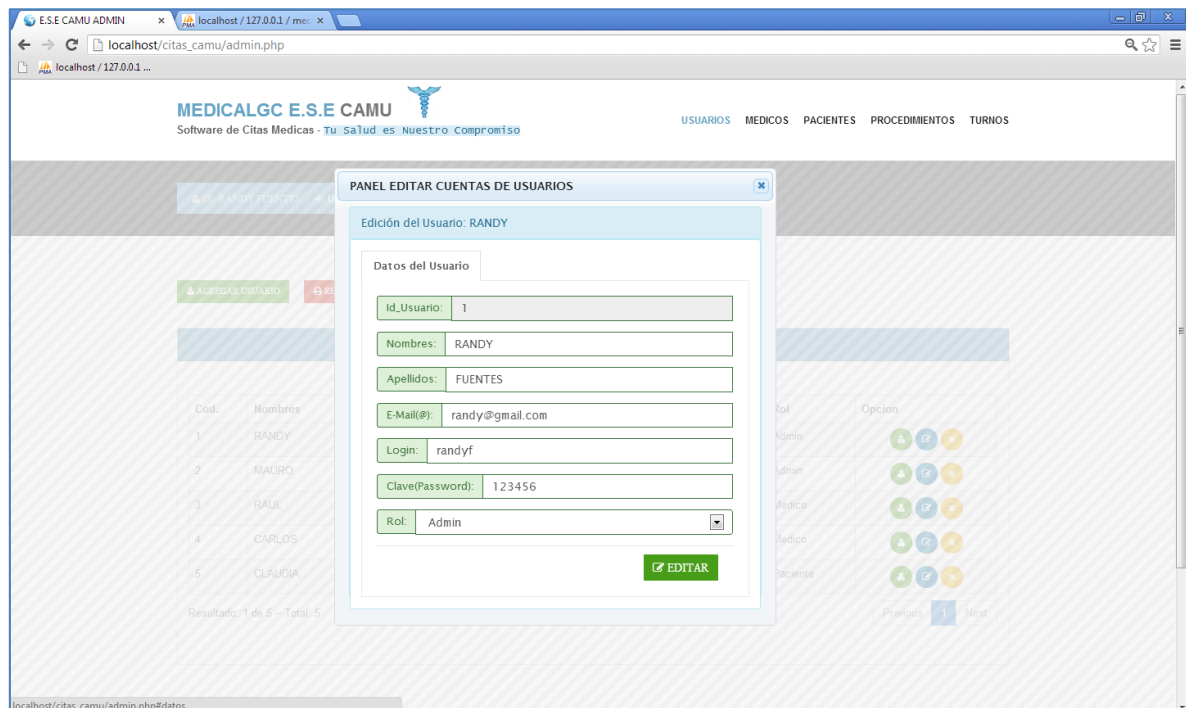 E.S.E CAMU ADMIN
localhost / 127.0.0.1 / med
localhost/citas_camu/admin.php
localhost / 127.0.0.1 ...
MEDICALGC E.S.E CAMU
Software de Citas Medicas - Tu Salud es Nuestro Compromiso
USUARIOS MEDICOS PACIENTES PROCEDIMIENTOS TURNOS
PANEL EDITAR CUENTAS DE USUARIOS
RANDY FUENTES
Edición del Usuario: RANDY
Datos del Usuario
AGREGAR USUARIO
Id_Usuario: 1
Nombres: RANDY
Apellidos: FUENTES
E-Mail(@): randy@gmail.com
Login: randyf
Clave(Password): 123456
Rol: Admin
EDITAR
Cod. Nombres Rol Opcion
1 RANDY Admin
2 MAURO Admin
3 RAUL Medico
4 CARLOS Medico
5 CLAUDIA Paciente
Resultado: 1 de 5 – Total: 5
Previous 1 Next
localhost/citas_camu/admin.php#datos